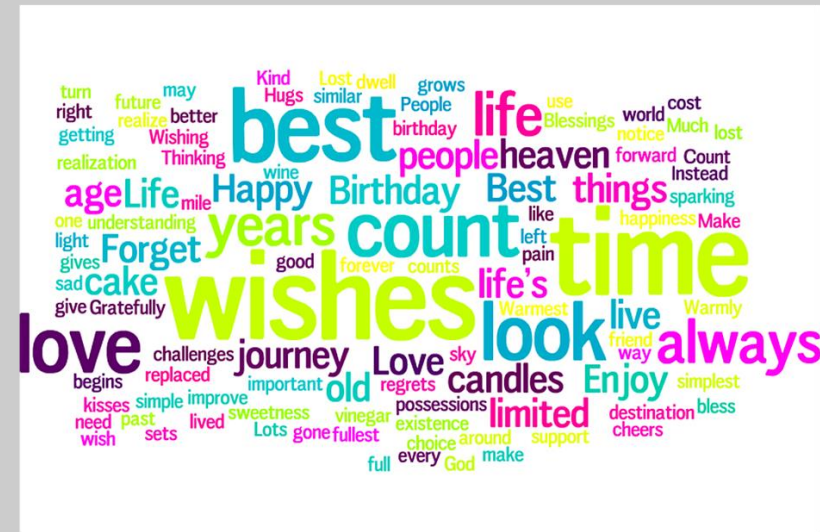 Kind Lost dwell grows
turn may Hugs similar People life use cost
right future better best Blessings world
realize birthday notice Much lost
getting Wishing people heaven forward Count
realization Thinking wine Instead
age Life mile Happy Birthday Best things sparking
one understanding years count like happiness Make
light Forget left time
gives good forever counts pain
sad cake wishes life's
give Gratefully Warmest live Warmly
love look friend always
challenges journey Love sky way
begins replaced important old regrets candles Enjoy simplest
kisses simple improve possessions limited bless
need past lived sweetness vinegar existence destination
wish sets Lots gone fullest choice around support cheers
full every God make